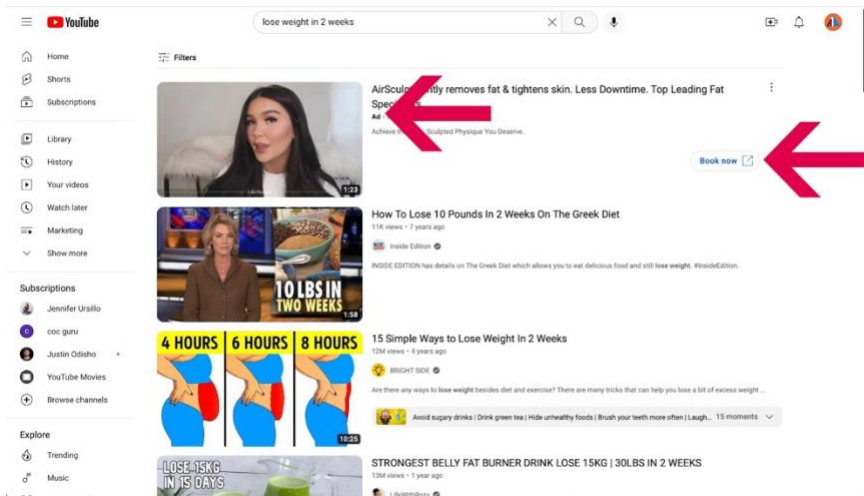 YouTube
lose weight in 2 weeks
Home
Shorts
Subscriptions
Library
History
Your videos
Watch later
Marketing
Show more
Subscriptions
Jennifer Ursillo
coc guru
Justin Odisho
YouTube Movies
Browse channels
Explore
Trending
Music
Filters
removes fat & tightens skin. Less Downtime. Top Leading Fat
Ad
Achieve Sculpted Physique You Deserve.
Book now
1:23
How To Lose 10 Pounds In 2 Weeks On The Greek Diet
11K views • 7 years ago
Inside Edition
INSIDE EDITION has details on The Greek Diet which allows you to eat delicious food and still lose weight. #InsideEdition.
10 LBS IN
TWO WEEKS
1:58
15 Simple Ways to Lose Weight In 2 Weeks
12M views • 4 years ago
BRIGHT SIDE
Are there any ways to lose weight besides diet and exercise? There are many tricks that can help you lose a bit of excess weight ...
Avoid sugary drinks | Drink green tea | Hide unhealthy foods | Brush your teeth more often | Laugh.. 15 moments
4 HOURS 6 HOURS 8 HOURS
10:25
STRONGEST BELLY FAT BURNER DRINK LOSE 15KG | 30LBS IN 2 WEEKS
13M views • 1 year ago
LOSE 15KG
IN 15 DAYS